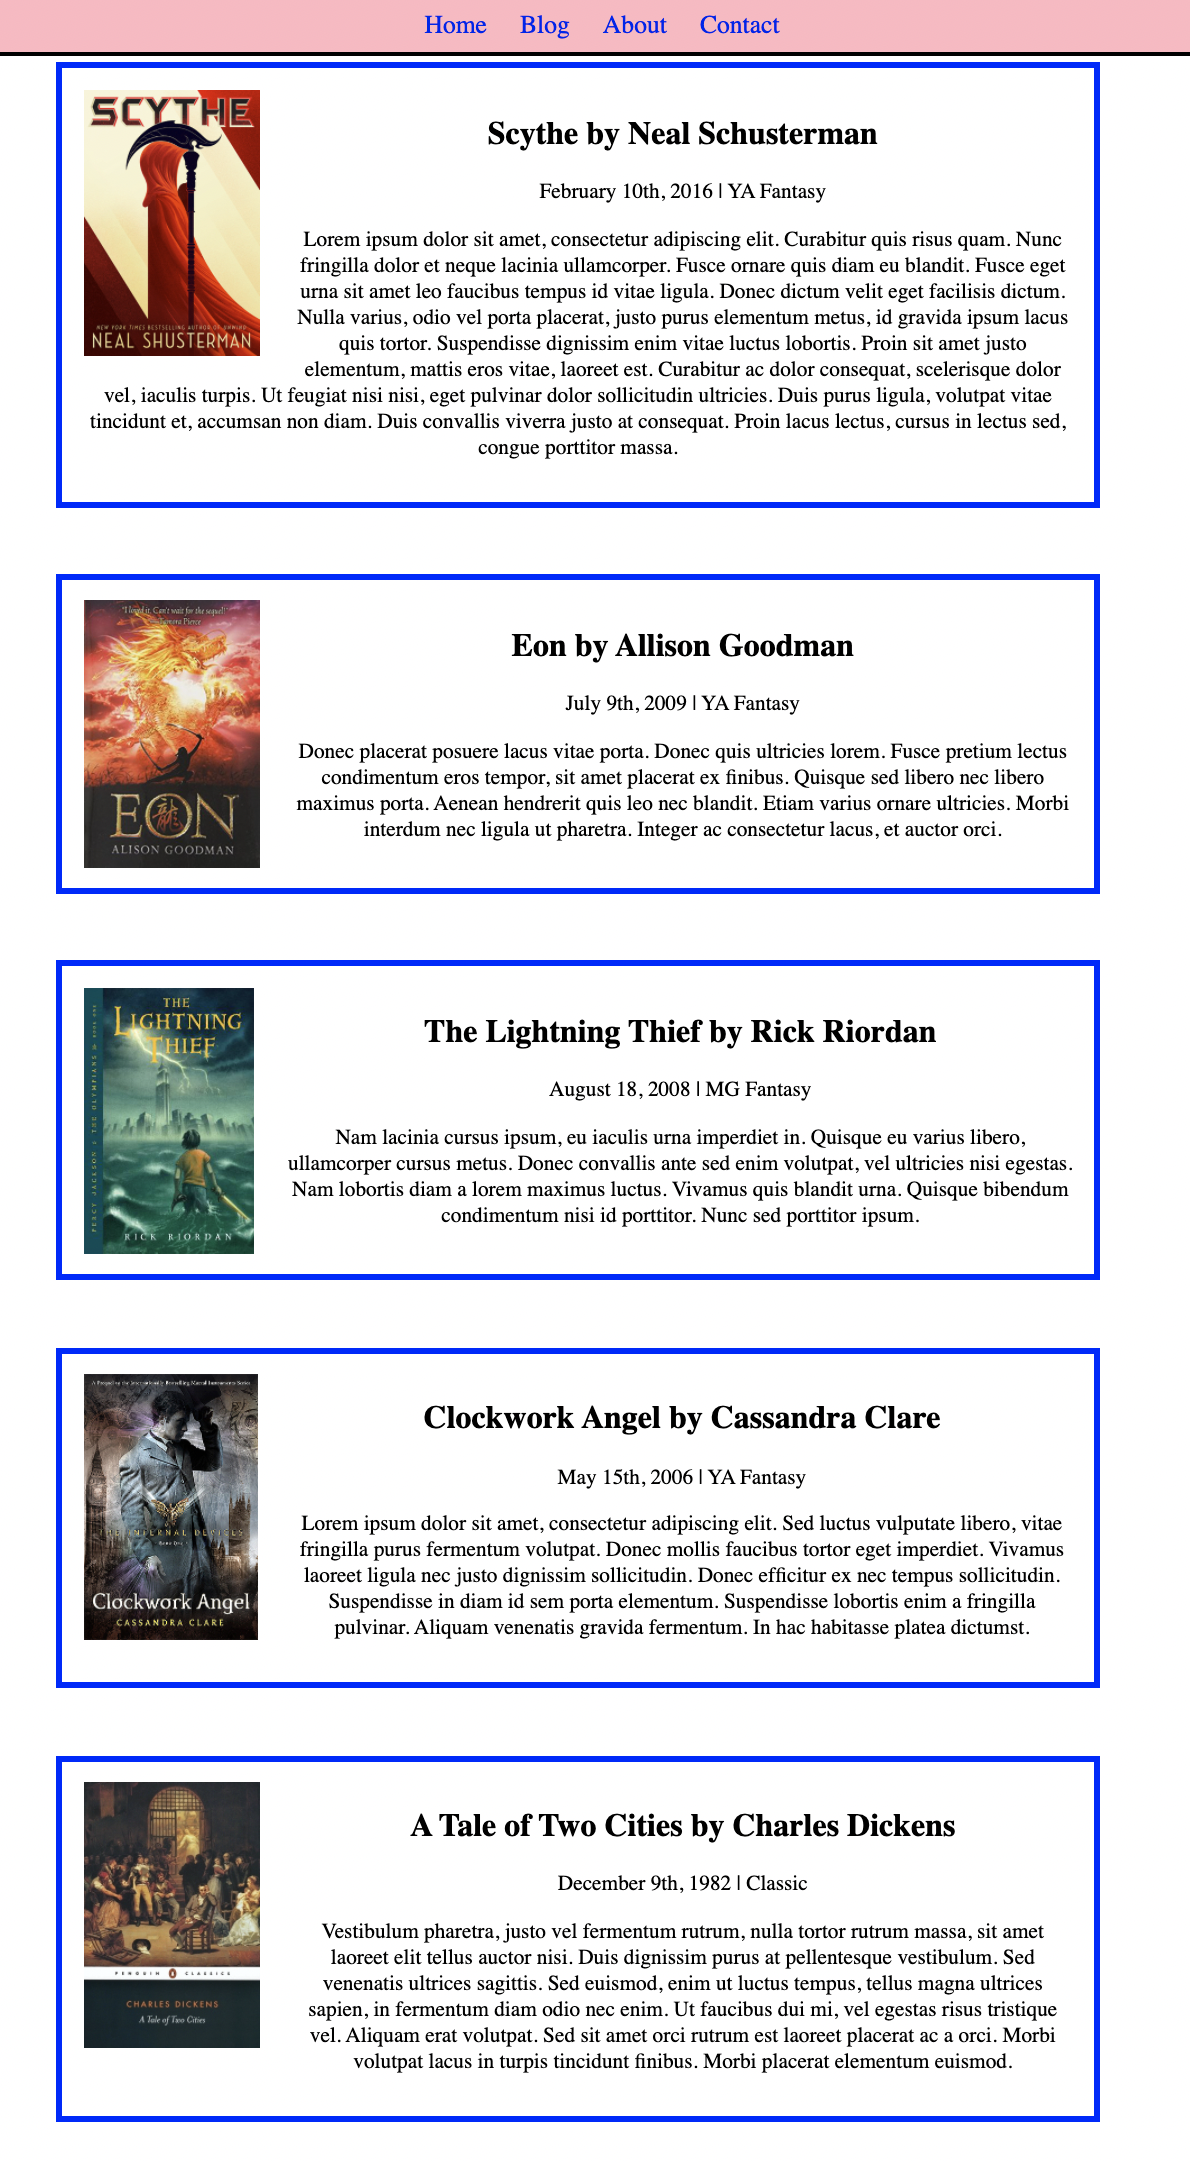 Home Blog About Contact
SCYTHE
NEW YORK TIMES BESTSELLING AUTHOR OF UNWIND
NEAL SHUSTERMAN
Scythe by Neal Schusterman
February 10th, 2016 | YA Fantasy
Lorem ipsum dolor sit amet, consectetur adipiscing elit. Curabitur quis risus quam. Nunc
fringilla dolor et neque lacinia ullamcorper. Fusce ornare quis diam eu blandit. Fusce eget
urna sit amet leo faucibus tempus id vitae ligula. Donec dictum velit eget facilisis dictum.
Nulla varius, odio vel porta placerat, justo purus elementum metus, id gravida ipsum lacus
quis tortor. Suspendisse dignissim enim vitae luctus lobortis. Proin sit amet justo
elementum, mattis eros vitae, laoreet est. Curabitur ac dolor consequat, scelerisque dolor
vel, iaculis turpis. Ut feugiat nisi nisi, eget pulvinar dolor sollicitudin ultricies. Duis purus ligula, volutpat vitae
tincidunt et, accumsan non diam. Duis convallis viverra justo at consequat. Proin lacus lectus, cursus in lectus sed,
congue porttitor massa.
"I loved it. Can't wait for the sequel!"
Tamora Pierce
EON
龍
ALISON GOODMAN
Eon by Allison Goodman
July 9th, 2009 | YA Fantasy
Donec placerat posuere lacus vitae porta. Donec quis ultricies lorem. Fusce pretium lectus
condimentum eros tempor, sit amet placerat ex finibus. Quisque sed libero nec libero
maximus porta. Aenean hendrerit quis leo nec blandit. Etiam varius ornare ultricies. Morbi
interdum nec ligula ut pharetra. Integer ac consectetur lacus, et auctor orci.
THE
LIGHTNING
THIEF
PERCY JACKSON & THE OLYMPIANS BOOK ONE
RICK RIORDAN
The Lightning Thief by Rick Riordan
August 18, 2008 | MG Fantasy
Nam lacinia cursus ipsum, eu iaculis urna imperdiet in. Quisque eu varius libero,
ullamcorper cursus metus. Donec convallis ante sed enim volutpat, vel ultricies nisi egestas.
Nam lobortis diam a lorem maximus luctus. Vivamus quis blandit urna. Quisque bibendum
condimentum nisi id porttitor. Nunc sed porttitor ipsum.
A Prequel to the Internationally Bestselling Mortal Instruments Series
THE INFERNAL DEVICES
Book One
Clockwork Angel
CASSANDRA CLARE
Clockwork Angel by Cassandra Clare
May 15th, 2006 | YA Fantasy
Lorem ipsum dolor sit amet, consectetur adipiscing elit. Sed luctus vulputate libero, vitae
fringilla purus fermentum volutpat. Donec mollis faucibus tortor eget imperdiet. Vivamus
laoreet ligula nec justo dignissim sollicitudin. Donec efficitur ex nec tempus sollicitudin.
Suspendisse in diam id sem porta elementum. Suspendisse lobortis enim a fringilla
pulvinar. Aliquam venenatis gravida fermentum. In hac habitasse platea dictumst.
PENGUIN CLASSICS
CHARLES DICKENS
A Tale of Two Cities
A Tale of Two Cities by Charles Dickens
December 9th, 1982 | Classic
Vestibulum pharetra, justo vel fermentum rutrum, nulla tortor rutrum massa, sit amet
laoreet elit tellus auctor nisi. Duis dignissim purus at pellentesque vestibulum. Sed
venenatis ultrices sagittis. Sed euismod, enim ut luctus tempus, tellus magna ultrices
sapien, in fermentum diam odio nec enim. Ut faucibus dui mi, vel egestas risus tristique
vel. Aliquam erat volutpat. Sed sit amet orci rutrum est laoreet placerat ac a orci. Morbi
volutpat lacus in turpis tincidunt finibus. Morbi placerat elementum euismod.